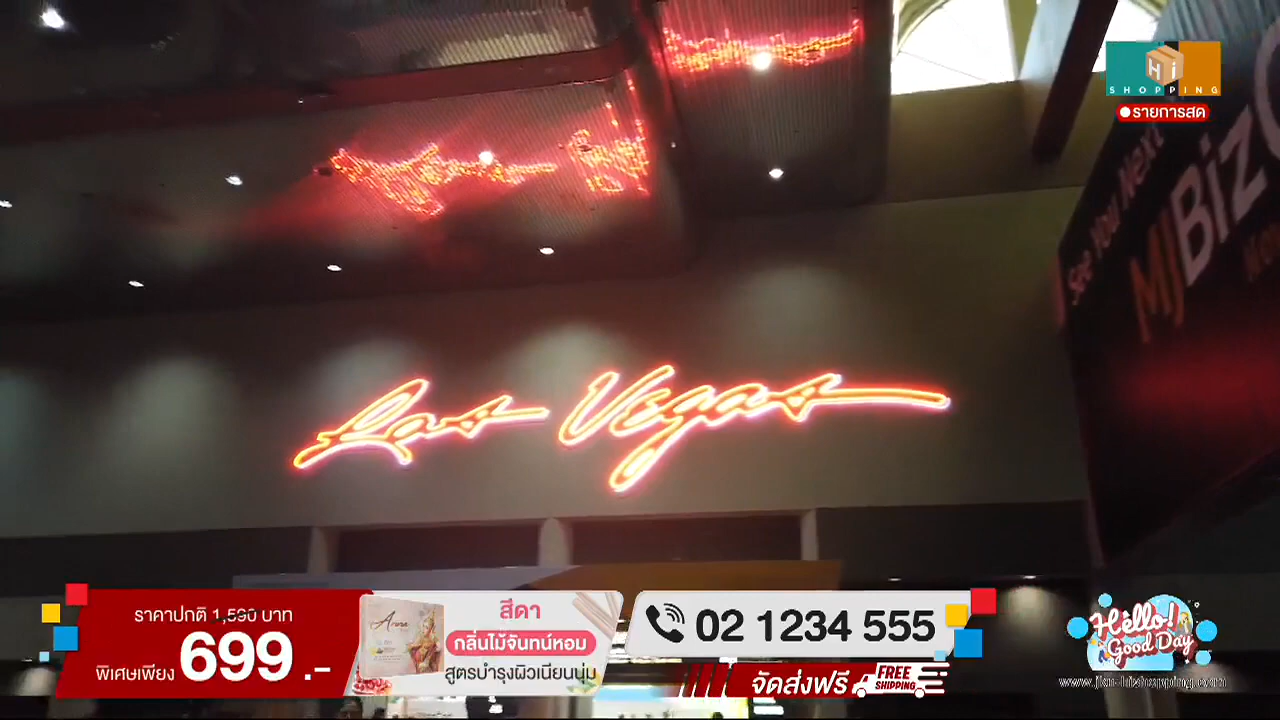 Hi
SHOPPING
รายการสด
See You Next
MJBiz
Las Vegas
ราคาปกติ 1,590 บาท
พิเศษเพียง 699.-
สีดา
กลิ่นไม้จันทน์หอม
สูตรบำรุงผิวเนียนนุ่ม
02 1234 555
จัดส่งฟรี
FREE
SHIPPING
Hello!
Good Day